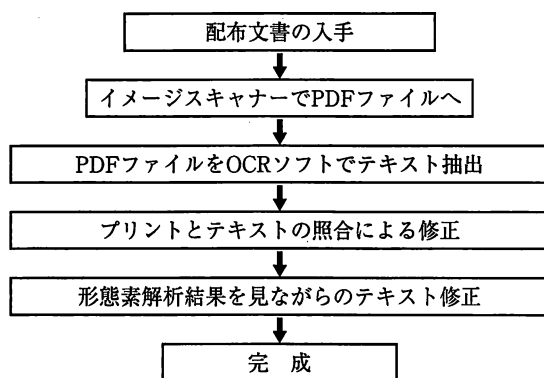 配布文書の入手
イメージスキャナーでPDFファイルへ
PDFファイルをOCRソフトでテキスト抽出
プリントとテキストの照合による修正
形態素解析結果を見ながらのテキスト修正
完　成